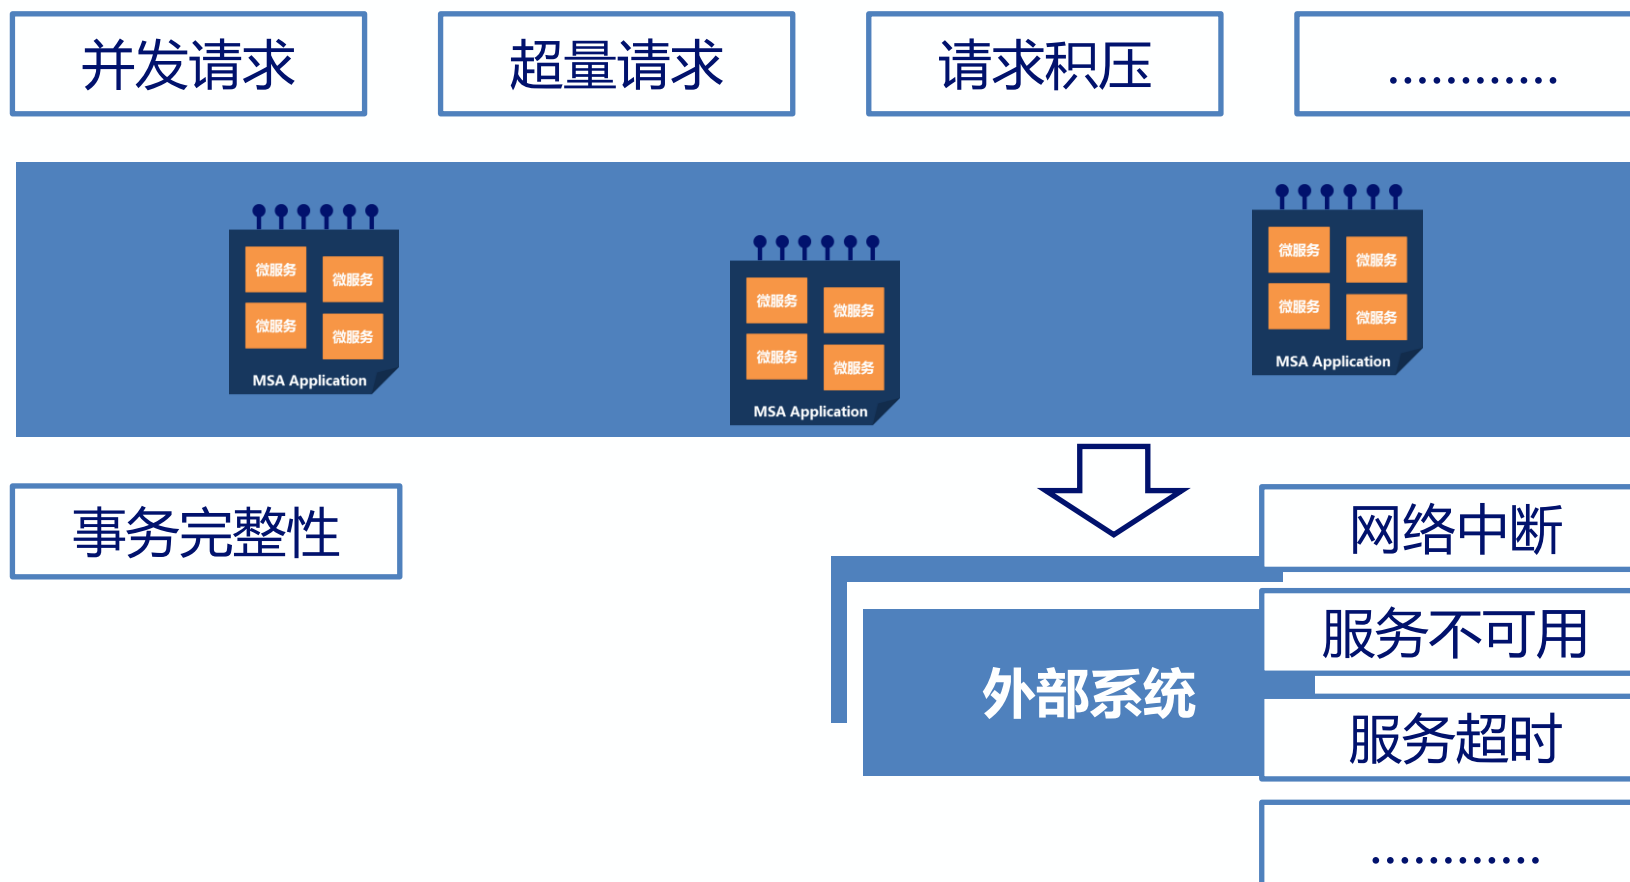 并发请求
超量请求
请求积压
............
微服务
微服务
微服务
微服务
MSA Application
微服务
微服务
微服务
微服务
MSA Application
微服务
微服务
微服务
微服务
MSA Application
事务完整性
网络中断
服务不可用
外部系统
服务超时
............